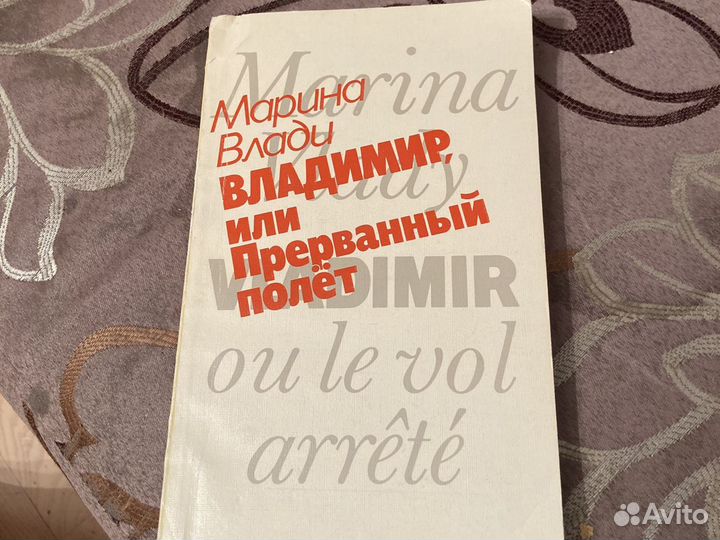 Marina
Vlady
VLADIMIR
ou le vol
arrêté
Марина
Влади
ВЛАДИМИР,
или
Прерванный
полёт
Avito